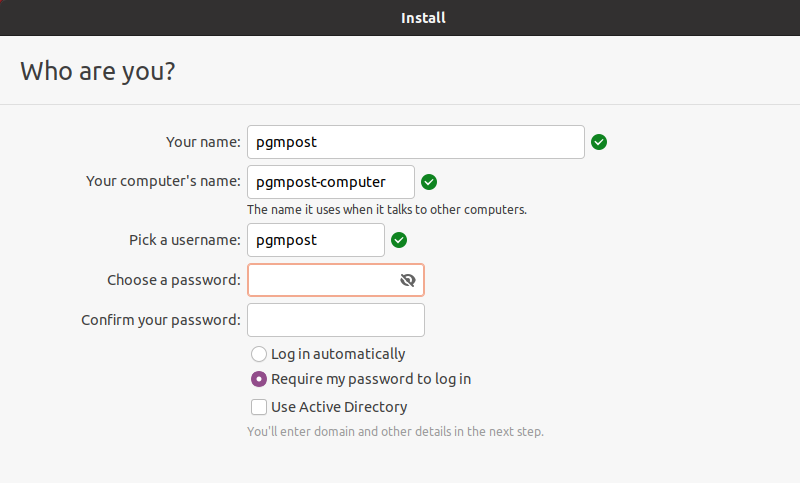 Install
Who are you?
Your name: pgmpost
Your computer's name: pgmpost-computer
The name it uses when it talks to other computers.
Pick a username: pgmpost
Choose a password:
Confirm your password:
Log in automatically
Require my password to log in
Use Active Directory
You'll enter domain and other details in the next step.